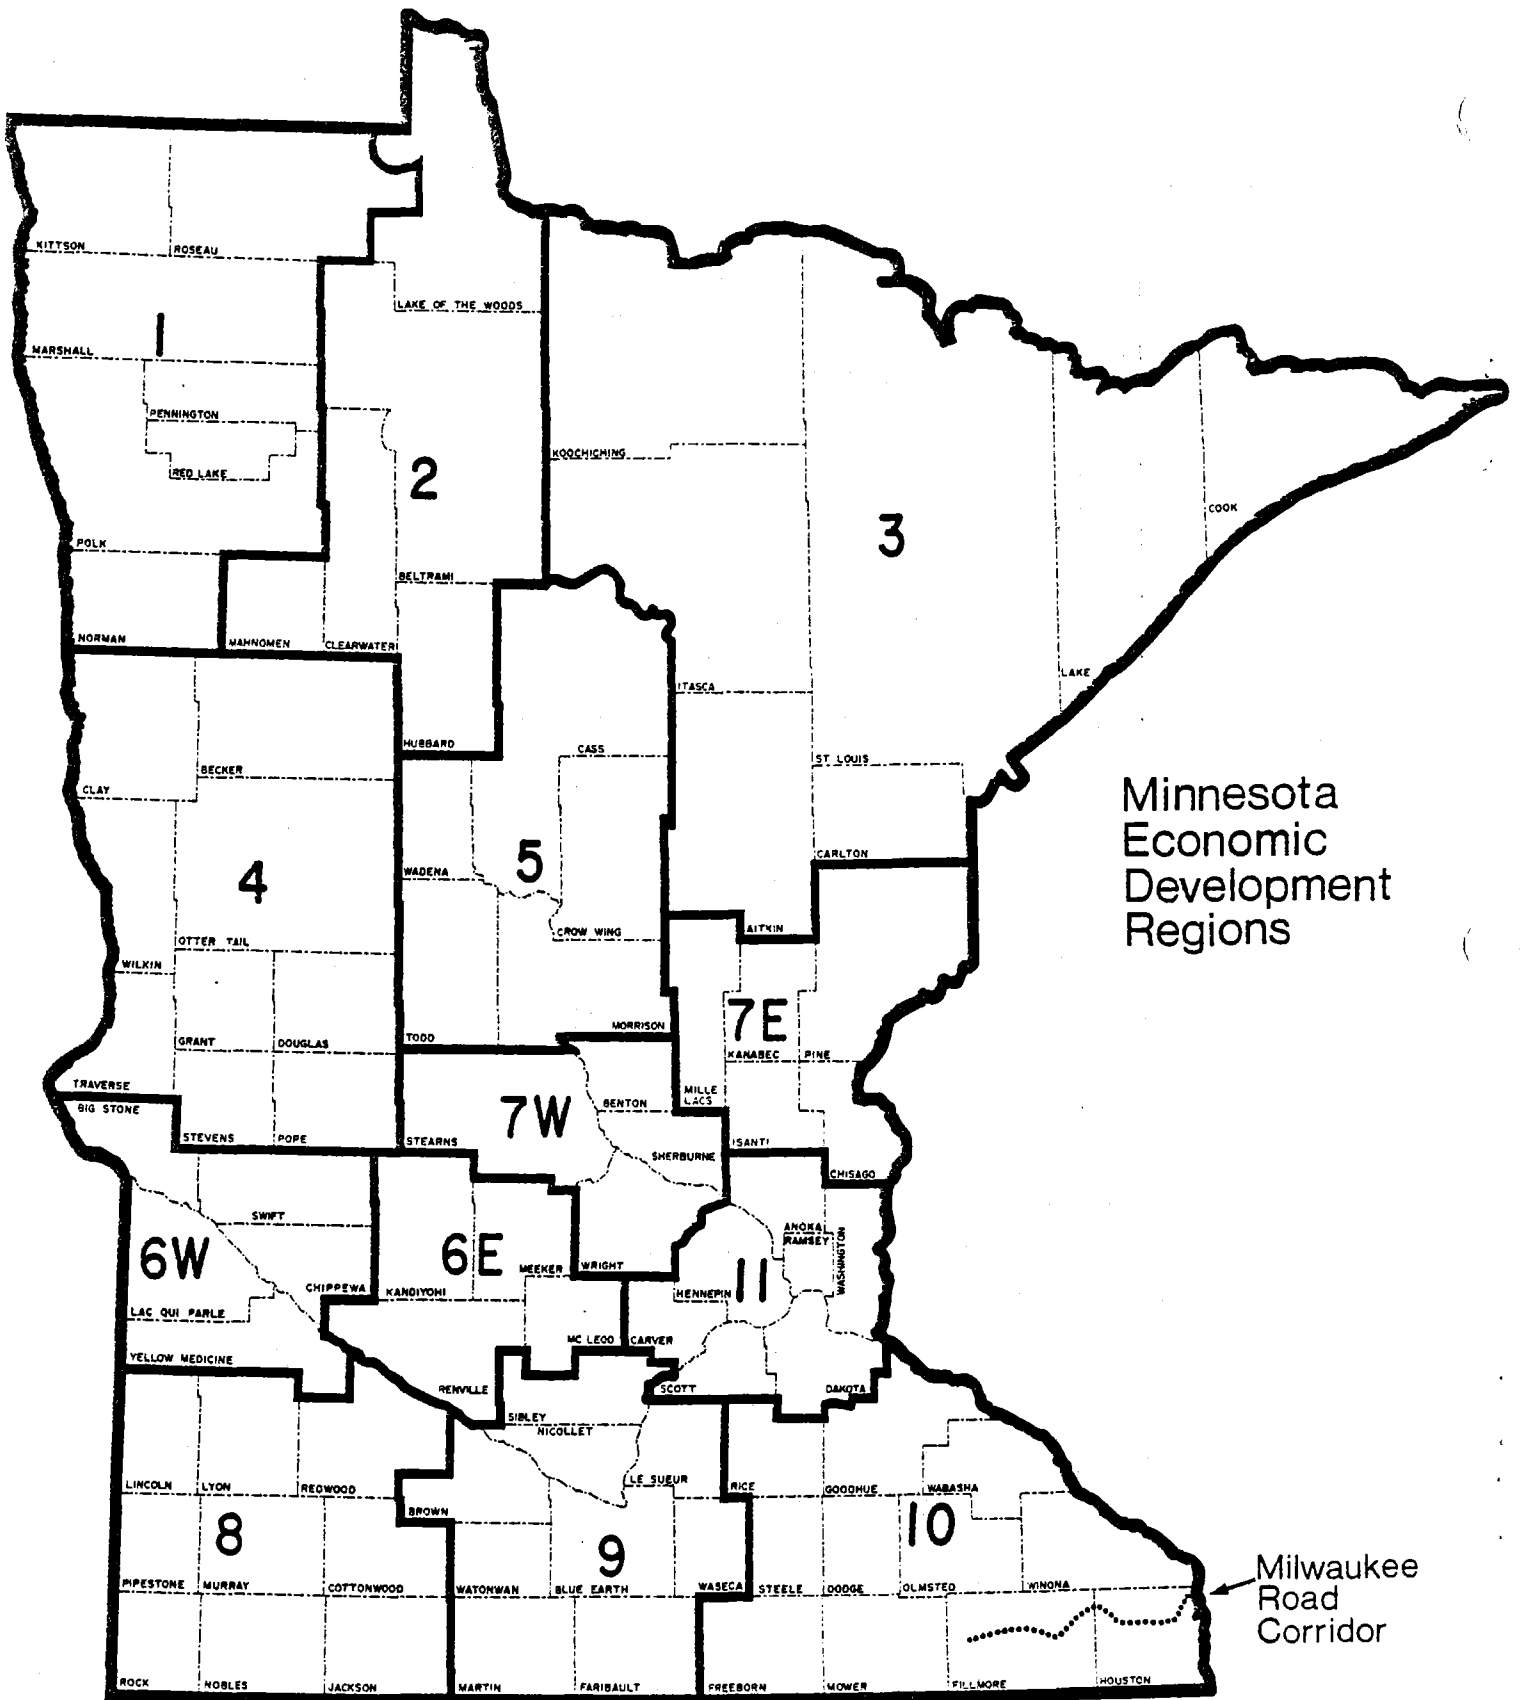 KITTSON
ROSEAU
LAKE OF THE WOODS
1
MARSHALL
PENNINGTON
RED LAKE
2
KOOCHICHING
3
COOK
POLK
BELTRAMI
NORMAN
MAHNOMEN
CLEARWATER
LAKE
ITASCA
HUBBARD
CASS
ST LOUIS
BECKER
CLAY
Minnesota
Economic
Development
Regions
4
5
WADENA
CARLTON
OTTER TAIL
CROW WING
AITKIN
WILKIN
7E
MORRISON
TODD
GRANT
DOUGLAS
KANABEC
PINE
TRAVERSE
BIG STONE
MILLE
LACS
7W
BENTON
STEVENS
POPE
STEARNS
ISANTI
SHERBURNE
CHISAGO
SWIFT
ANOKA
RAMSEY
WASHINGTON
6W
6E
11
MEEKER
WRIGHT
CHIPPEWA
KANDIYOHI
HENNEPIN
LAC QUI PARLE
MC LEOD
CARVER
YELLOW MEDICINE
RENVILLE
SCOTT
DAKOTA
SIBLEY
NICOLLET
LINCOLN
LYON
REDWOOD
LE SUEUR
RICE
GOODHUE
WABASHA
BROWN
8
9
10
PIPESTONE
MURRAY
COTTONWOOD
WATONWAN
BLUE EARTH
WASECA
STEELE
DODGE
OLMSTED
WINONA
Milwaukee
Road
Corridor
ROCK
NOBLES
JACKSON
MARTIN
FARIBAULT
FREEBORN
MOWER
FILLMORE
HOUSTON